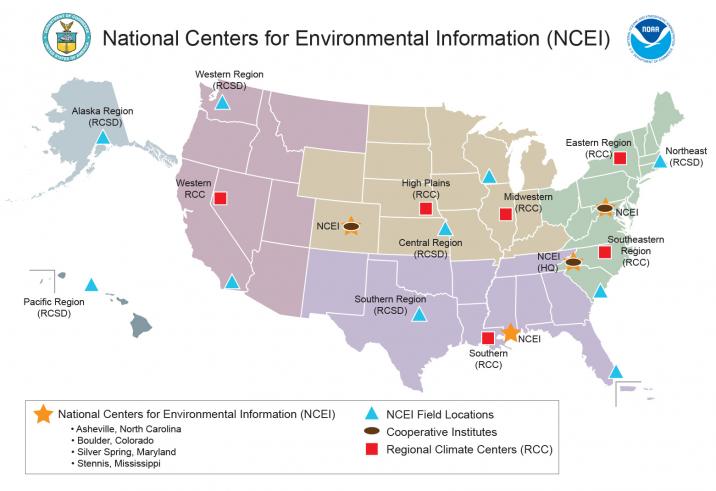 National Centers for Environmental Information (NCEI)
NOAA
Western Region
(RCSD)
Alaska Region
(RCSD)
Eastern Region
(RCC)
Northeast
(RCSD)
Western
RCC
High Plains
(RCC)
Midwestern
(RCC)
NCEI
NCEI
Central Region
(RCSD)
Southeastern
Region
(RCC)
NCEI
(HQ)
Pacific Region
(RCSD)
Southern Region
(RCSD)
NCEI
Southern
(RCC)
National Centers for Environmental Information (NCEI)
• Asheville, North Carolina
• Boulder, Colorado
• Silver Spring, Maryland
• Stennis, Mississippi
NCEI Field Locations
Cooperative Institutes
Regional Climate Centers (RCC)